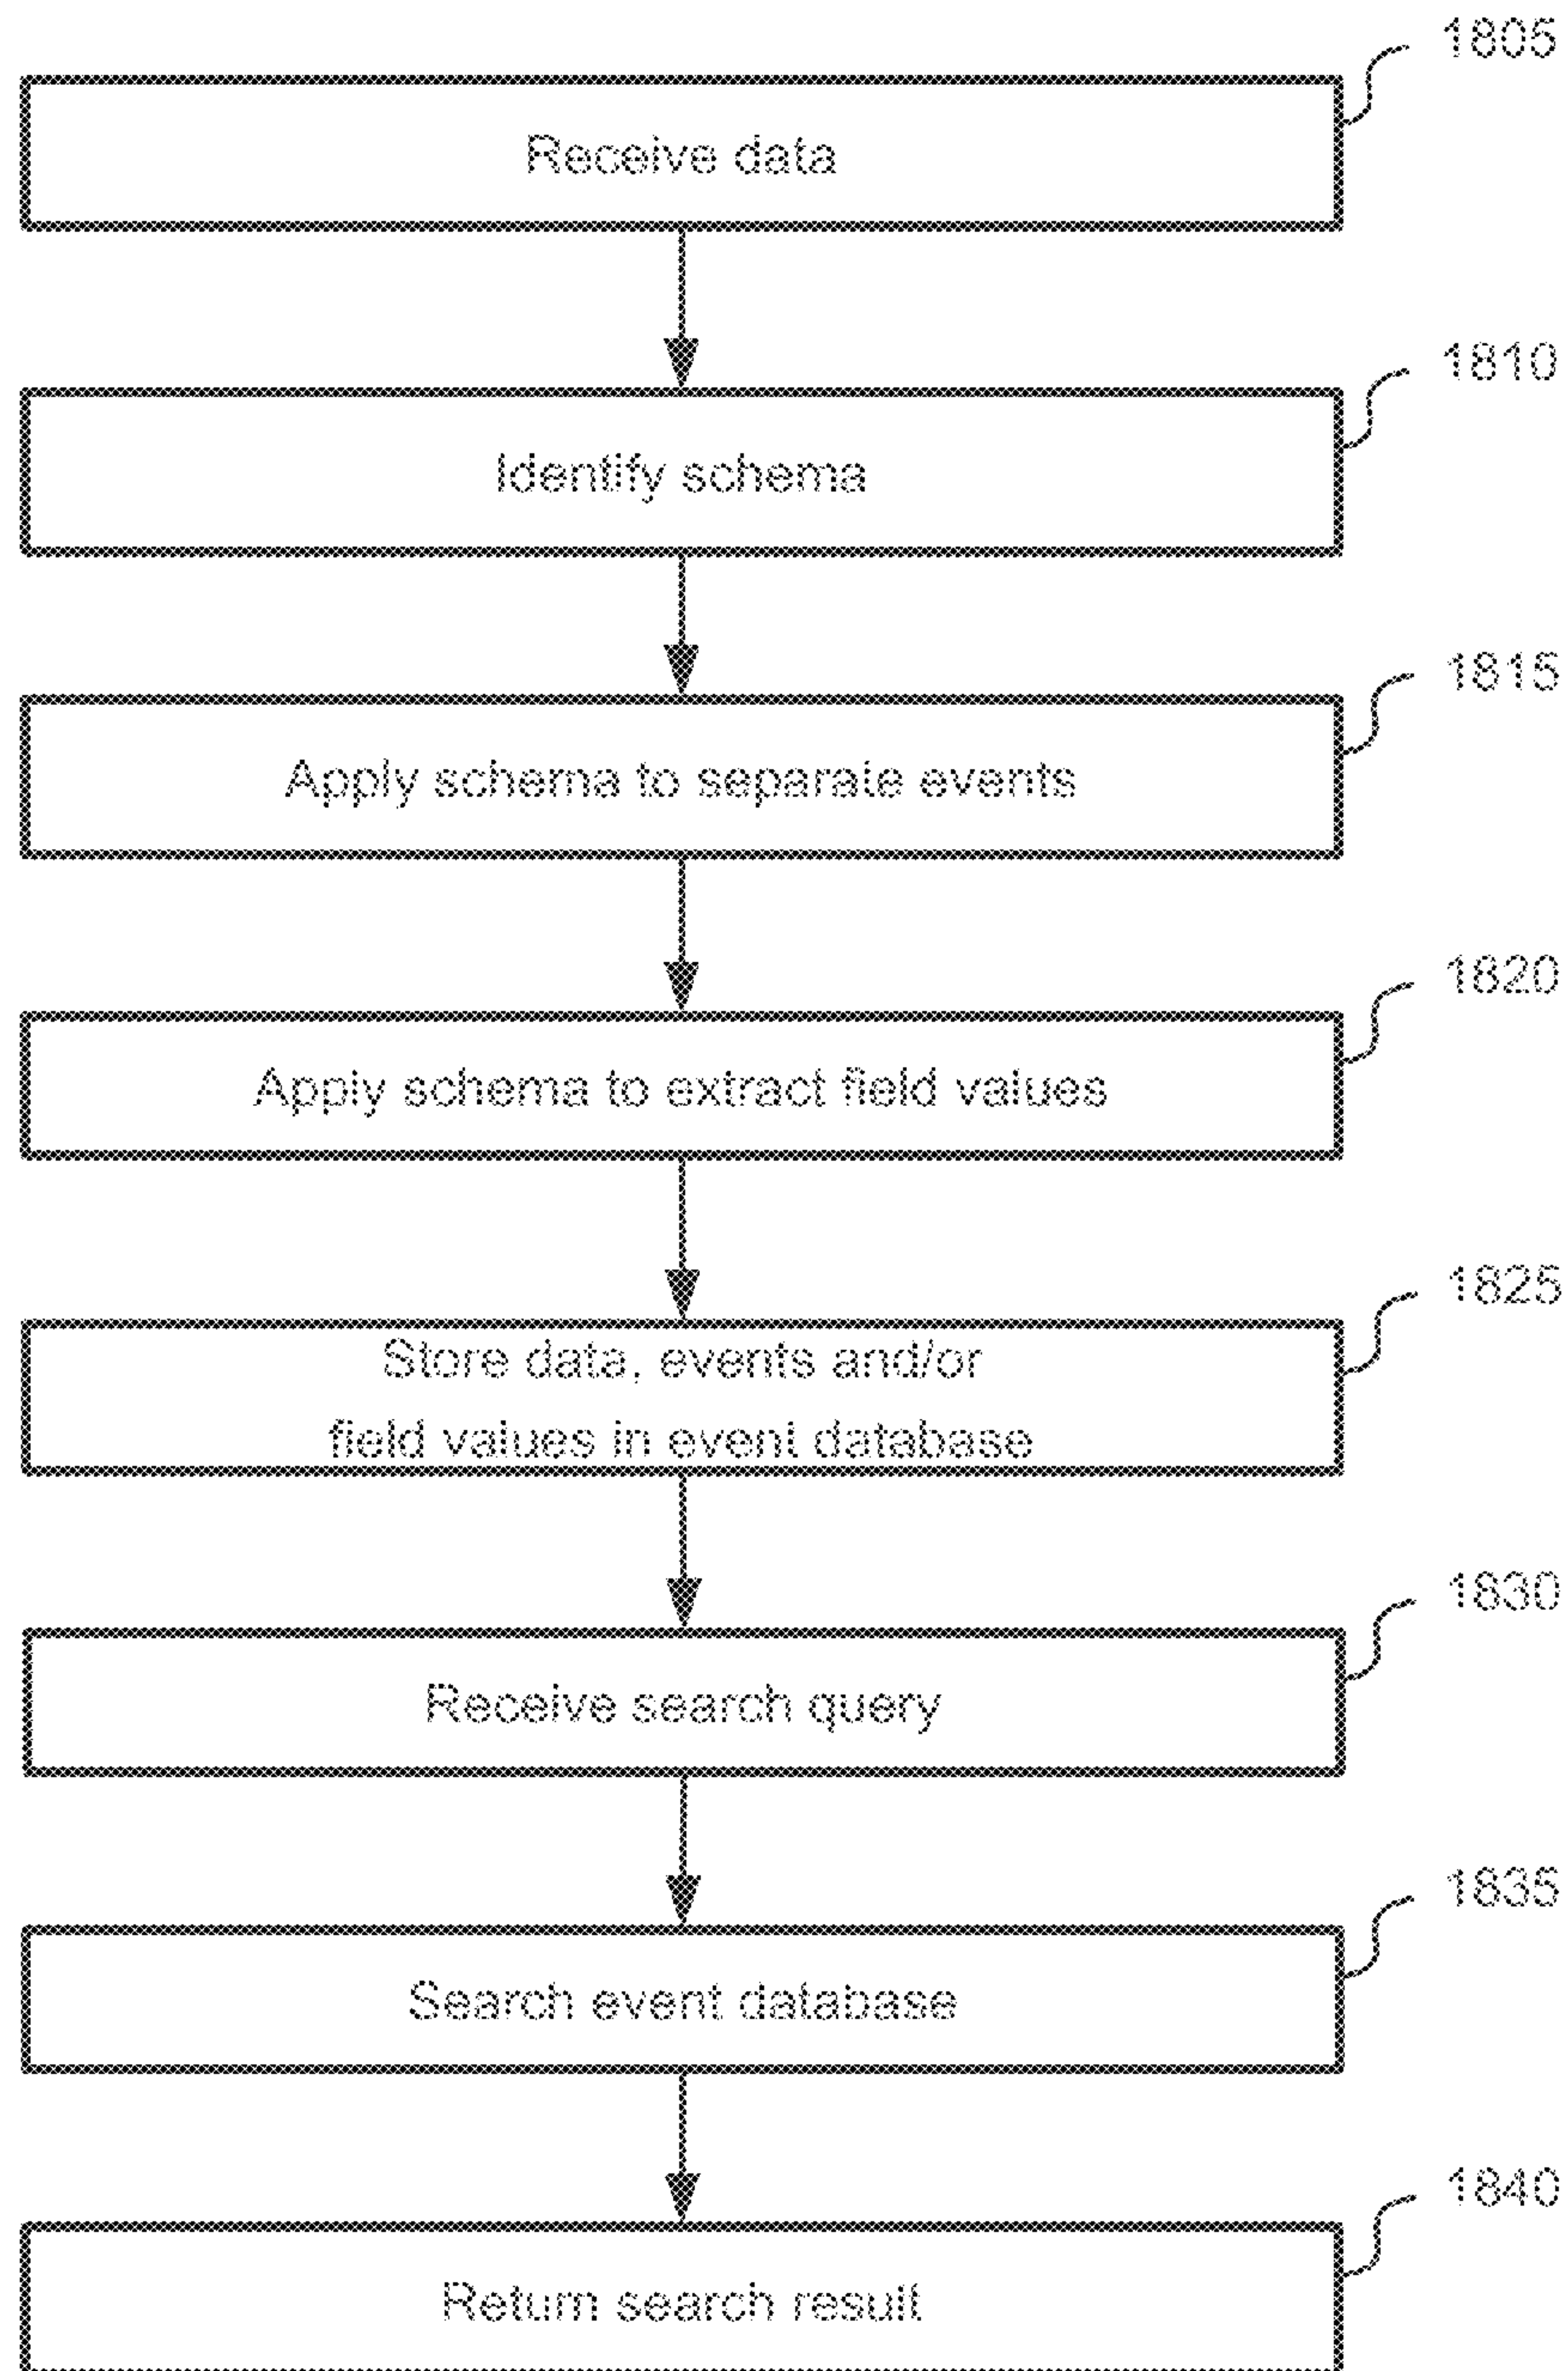 1805
Receive data
1810
Identify schema
1815
Apply schema to separate events
1820
Apply schema to extract field values
1825
Store data, events and/or
field values in event database
1830
Receive search query
1835
Search event database
1840
Return search result